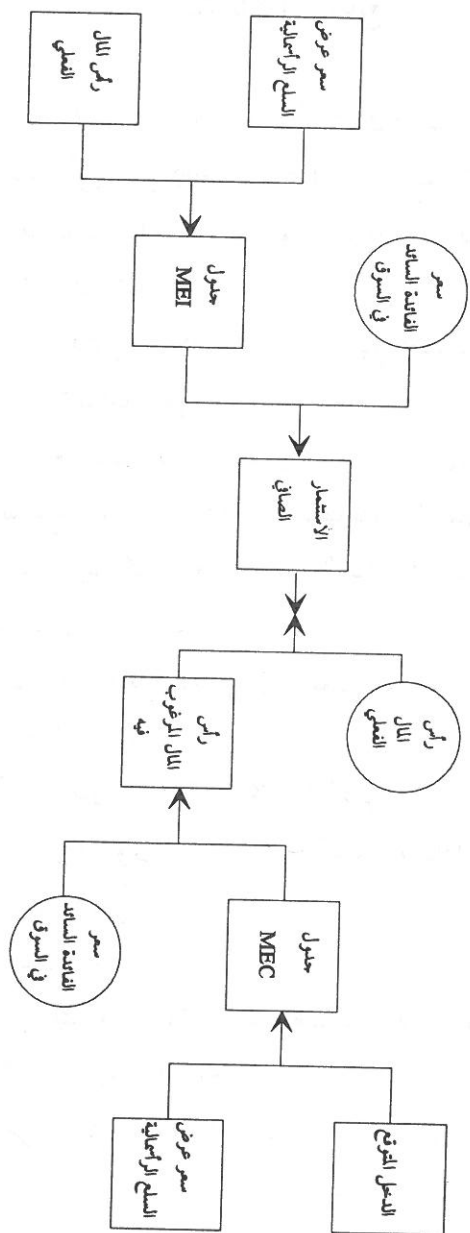 سعر عرض
السلع الرأسمالية
رأس المال
الفعلي
سعر
الفائدة السائد
في السوق
جدول
MEI
الاستثمار
الصافي
رأس
المال
الفعلي
رأس
المال المرغوب
فيه
جدول
MEC
سعر
الفائدة السائد
في السوق
الدخل المتوقع
سعر عرض
السلع الرأسمالية